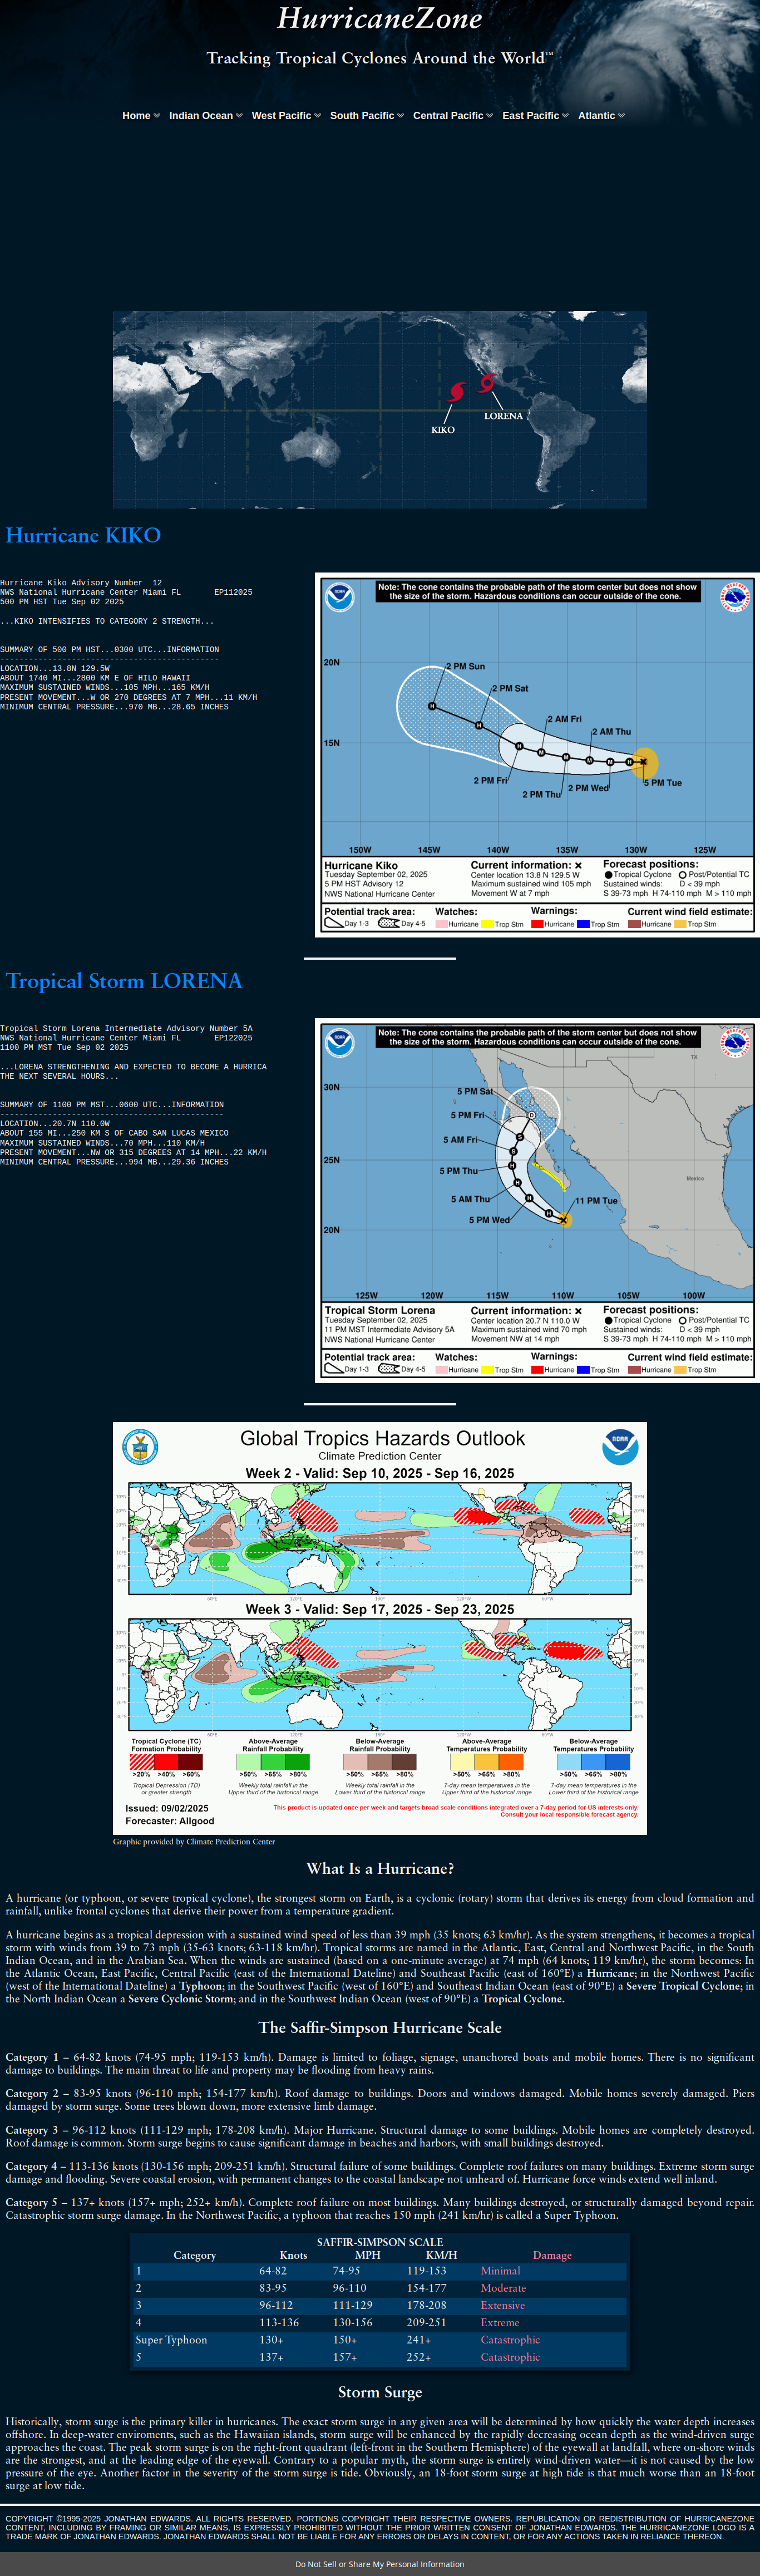 HurricaneZone
Tracking Tropical Cyclones Around the World™
Home Indian Ocean West Pacific South Pacific Central Pacific East Pacific Atlantic
KIKO
LORENA
Hurricane KIKO
Hurricane Kiko Advisory Number 12
NWS National Hurricane Center Miami FL EP112025
500 PM HST Tue Sep 02 2025
...KIKO INTENSIFIES TO CATEGORY 2 STRENGTH...
SUMMARY OF 500 PM HST...0300 UTC...INFORMATION
----------------------------------------------
LOCATION...13.8N 129.5W
ABOUT 1740 MI...2800 KM E OF HILO HAWAII
MAXIMUM SUSTAINED WINDS...105 MPH...165 KM/H
PRESENT MOVEMENT...W OR 270 DEGREES AT 7 MPH...11 KM/H
MINIMUM CENTRAL PRESSURE...970 MB...28.65 INCHES
Note: The cone contains the probable path of the storm center but does not show
the size of the storm. Hazardous conditions can occur outside of the cone.
20N
15N
2 PM Sun
2 PM Sat
2 AM Fri
2 AM Thu
2 PM Fri
2 PM Thu
2 PM Wed
5 PM Tue
150W 145W 140W 135W 130W 125W
Hurricane Kiko
Tuesday September 02, 2025
5 PM HST Advisory 12
NWS National Hurricane Center
Current information: ×
Center location 13.8 N 129.5 W
Maximum sustained wind 105 mph
Movement W at 7 mph
Forecast positions:
Tropical Cyclone Post/Potential TC
Sustained winds: D < 39 mph
S 39-73 mph H 74-110 mph M > 110 mph
Potential track area:
Day 1-3 Day 4-5
Watches:
Hurricane Trop Stm
Warnings:
Hurricane Trop Stm
Current wind field estimate:
Hurricane Trop Stm
Tropical Storm LORENA
Tropical Storm Lorena Intermediate Advisory Number 5A
NWS National Hurricane Center Miami FL EP122025
1100 PM MST Tue Sep 02 2025
...LORENA STRENGTHENING AND EXPECTED TO BECOME A HURRICA
THE NEXT SEVERAL HOURS...
SUMMARY OF 1100 PM MST...0600 UTC...INFORMATION
-----------------------------------------------
LOCATION...20.7N 110.0W
ABOUT 155 MI...250 KM S OF CABO SAN LUCAS MEXICO
MAXIMUM SUSTAINED WINDS...70 MPH...110 KM/H
PRESENT MOVEMENT...NW OR 315 DEGREES AT 14 MPH...22 KM/H
MINIMUM CENTRAL PRESSURE...994 MB...29.36 INCHES
Note: The cone contains the probable path of the storm center but does not show
the size of the storm. Hazardous conditions can occur outside of the cone.
TX
30N
25N
20N
Mexico
5 PM Sat
5 PM Fri
5 AM Fri
5 PM Thu
5 AM Thu
5 PM Wed
11 PM Tue
125W 120W 115W 110W 105W 100W
Tropical Storm Lorena
Tuesday September 02, 2025
11 PM MST Intermediate Advisory 5A
NWS National Hurricane Center
Current information: ×
Center location 20.7 N 110.0 W
Maximum sustained wind 70 mph
Movement NW at 14 mph
Forecast positions:
Tropical Cyclone Post/Potential TC
Sustained winds: D < 39 mph
S 39-73 mph H 74-110 mph M > 110 mph
Potential track area:
Day 1-3 Day 4-5
Watches:
Hurricane Trop Stm
Warnings:
Hurricane Trop Stm
Current wind field estimate:
Hurricane Trop Stm
Global Tropics Hazards Outlook
Climate Prediction Center
NOAA
Week 2 - Valid: Sep 10, 2025 - Sep 16, 2025
60°E 120°E 180° 120°W 60°W
Week 3 - Valid: Sep 17, 2025 - Sep 23, 2025
60°E 120°E 180° 120°W 60°W
Tropical Cyclone (TC)
Formation Probability
>20% >40% >60%
Tropical Depression (TD)
or greater strength
Above-Average
Rainfall Probability
>50% >65% >80%
Weekly total rainfall in the
Upper third of the historical range
Below-Average
Rainfall Probability
>50% >65% >80%
Weekly total rainfall in the
Lower third of the historical range
Above-Average
Temperatures Probability
>50% >65% >80%
7-day mean temperatures in the
Upper third of the historical range
Below-Average
Temperatures Probability
>50% >65% >80%
7-day mean temperatures in the
Lower third of the historical range
Issued: 09/02/2025
Forecaster: Allgood
This product is updated once per week and targets broad scale conditions integrated over a 7-day period for US interests only.
Consult your local responsible forecast agency.
Graphic provided by Climate Prediction Center
What Is a Hurricane?
A hurricane (or typhoon, or severe tropical cyclone), the strongest storm on Earth, is a cyclonic (rotary) storm that derives its energy from cloud formation and
rainfall, unlike frontal cyclones that derive their power from a temperature gradient.
A hurricane begins as a tropical depression with a sustained wind speed of less than 39 mph (35 knots; 63 km/hr). As the system strengthens, it becomes a tropical
storm with winds from 39 to 73 mph (35-63 knots; 63-118 km/hr). Tropical storms are named in the Atlantic, East, Central and Northwest Pacific, in the South
Indian Ocean, and in the Arabian Sea. When the winds are sustained (based on a one-minute average) at 74 mph (64 knots; 119 km/hr), the storm becomes: In
the Atlantic Ocean, East Pacific, Central Pacific (east of the International Dateline) and Southeast Pacific (east of 160°E) a Hurricane; in the Northwest Pacific
(west of the International Dateline) a Typhoon; in the Southwest Pacific (west of 160°E) and Southeast Indian Ocean (east of 90°E) a Severe Tropical Cyclone; in
the North Indian Ocean a Severe Cyclonic Storm; and in the Southwest Indian Ocean (west of 90°E) a Tropical Cyclone.
The Saffir-Simpson Hurricane Scale
Category 1 – 64-82 knots (74-95 mph; 119-153 km/h). Damage is limited to foliage, signage, unanchored boats and mobile homes. There is no significant
damage to buildings. The main threat to life and property may be flooding from heavy rains.
Category 2 – 83-95 knots (96-110 mph; 154-177 km/h). Roof damage to buildings. Doors and windows damaged. Mobile homes severely damaged. Piers
damaged by storm surge. Some trees blown down, more extensive limb damage.
Category 3 – 96-112 knots (111-129 mph; 178-208 km/h). Major Hurricane. Structural damage to some buildings. Mobile homes are completely destroyed.
Roof damage is common. Storm surge begins to cause significant damage in beaches and harbors, with small buildings destroyed.
Category 4 – 113-136 knots (130-156 mph; 209-251 km/h). Structural failure of some buildings. Complete roof failures on many buildings. Extreme storm surge
damage and flooding. Severe coastal erosion, with permanent changes to the coastal landscape not unheard of. Hurricane force winds extend well inland.
Category 5 – 137+ knots (157+ mph; 252+ km/h). Complete roof failure on most buildings. Many buildings destroyed, or structurally damaged beyond repair.
Catastrophic storm surge damage. In the Northwest Pacific, a typhoon that reaches 150 mph (241 km/hr) is called a Super Typhoon.
SAFFIR-SIMPSON SCALE
Category Knots MPH KM/H Damage
1 64-82 74-95 119-153 Minimal
2 83-95 96-110 154-177 Moderate
3 96-112 111-129 178-208 Extensive
4 113-136 130-156 209-251 Extreme
Super Typhoon 130+ 150+ 241+ Catastrophic
5 137+ 157+ 252+ Catastrophic
Storm Surge
Historically, storm surge is the primary killer in hurricanes. The exact storm surge in any given area will be determined by how quickly the water depth increases
offshore. In deep-water enviroments, such as the Hawaiian islands, storm surge will be enhanced by the rapidly decreasing ocean depth as the wind-driven surge
approaches the coast. The peak storm surge is on the right-front quadrant (left-front in the Southern Hemisphere) of the eyewall at landfall, where on-shore winds
are the strongest, and at the leading edge of the eyewall. Contrary to a popular myth, the storm surge is entirely wind-driven water—it is not caused by the low
pressure of the eye. Another factor in the severity of the storm surge is tide. Obviously, an 18-foot storm surge at high tide is that much worse than an 18-foot
surge at low tide.
COPYRIGHT ©1995-2025 JONATHAN EDWARDS. ALL RIGHTS RESERVED. PORTIONS COPYRIGHT THEIR RESPECTIVE OWNERS. REPUBLICATION OR REDISTRIBUTION OF HURRICANEZONE
CONTENT, INCLUDING BY FRAMING OR SIMILAR MEANS, IS EXPRESSLY PROHIBITED WITHOUT THE PRIOR WRITTEN CONSENT OF JONATHAN EDWARDS. THE HURRICANEZONE LOGO IS A
TRADE MARK OF JONATHAN EDWARDS. JONATHAN EDWARDS SHALL NOT BE LIABLE FOR ANY ERRORS OR DELAYS IN CONTENT, OR FOR ANY ACTIONS TAKEN IN RELIANCE THEREON.
Do Not Sell or Share My Personal Information